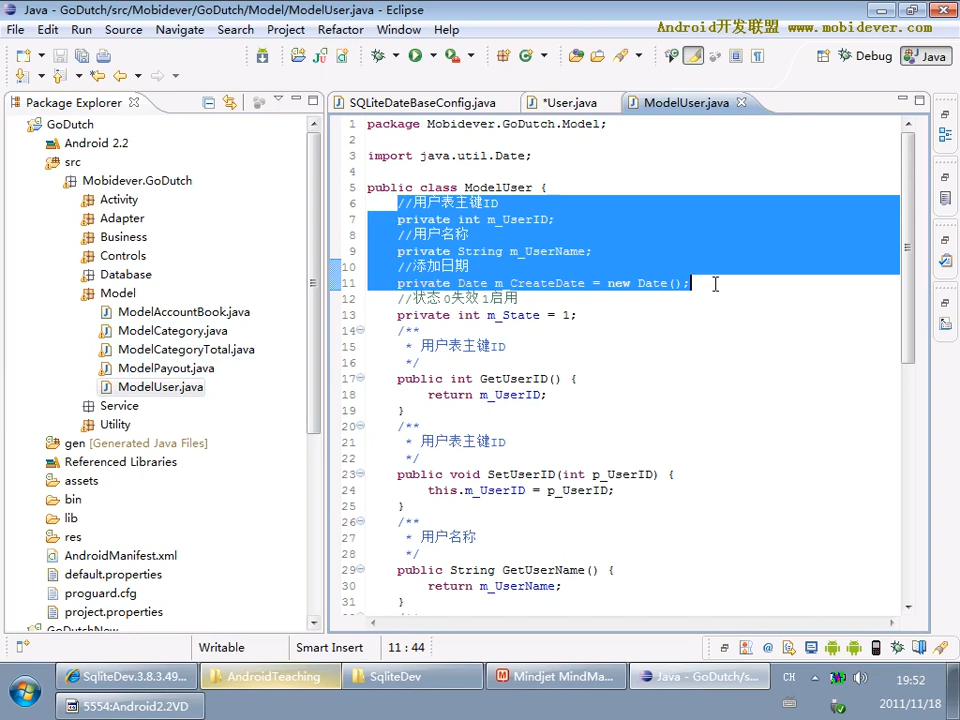 Java - GoDutch/src/Mobidever/GoDutch/Model/ModelUser.java - Eclipse
File Edit Run Source Navigate Search Project Refactor Window Help
Android开发联盟 www.mobidever.com
Debug Java
Package Explorer
SQLiteDateBaseConfig.java *User.java ModelUser.java
GoDutch
Android 2.2
src
Mobidever.GoDutch
Activity
Adapter
Business
Controls
Database
Model
ModelAccountBook.java
ModelCategory.java
ModelCategoryTotal.java
ModelPayout.java
ModelUser.java
Service
Utility
gen [Generated Java Files]
Referenced Libraries
assets
bin
lib
res
AndroidManifest.xml
default.properties
proguard.cfg
project.properties
GoDutchNew
1 package Mobidever.GoDutch.Model;
2
3 import java.util.Date;
4
5 public class ModelUser {
6 //用户表主键ID
7 private int m_UserID;
8 //用户名称
9 private String m_UserName;
10 //添加日期
11 private Date m_CreateDate = new Date();
12 //状态 0失效 1启用
13 private int m_State = 1;
14 /**
15 * 用户表主键ID
16 */
17 public int GetUserID() {
18 return m_UserID;
19 }
20 /**
21 * 用户表主键ID
22 */
23 public void SetUserID(int p_UserID) {
24 this.m_UserID = p_UserID;
25 }
26 /**
27 * 用户名称
28 */
29 public String GetUserName() {
30 return m_UserName;
31 }
Writable Smart Insert 11 : 44
SqliteDev.3.8.3.49... AndroidTeaching SqliteDev Mindjet MindMa... Java - GoDutch/s... CH 19:52
5554:Android2.2VD 2011/11/18